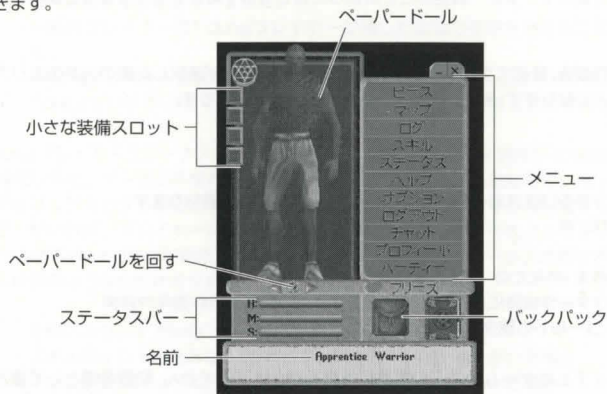 きます。
ペーパードール
小さな装備スロット
ピース
マップ
ログ
スキル
ステータス
ヘルプ
オプション
ログアウト
チャット
プロフィール
パーティー
フリーズ
メニュー
ペーパードールを回す
ステータスバー
H:
M:
S:
バックパック
名前
Apprentice Warrior